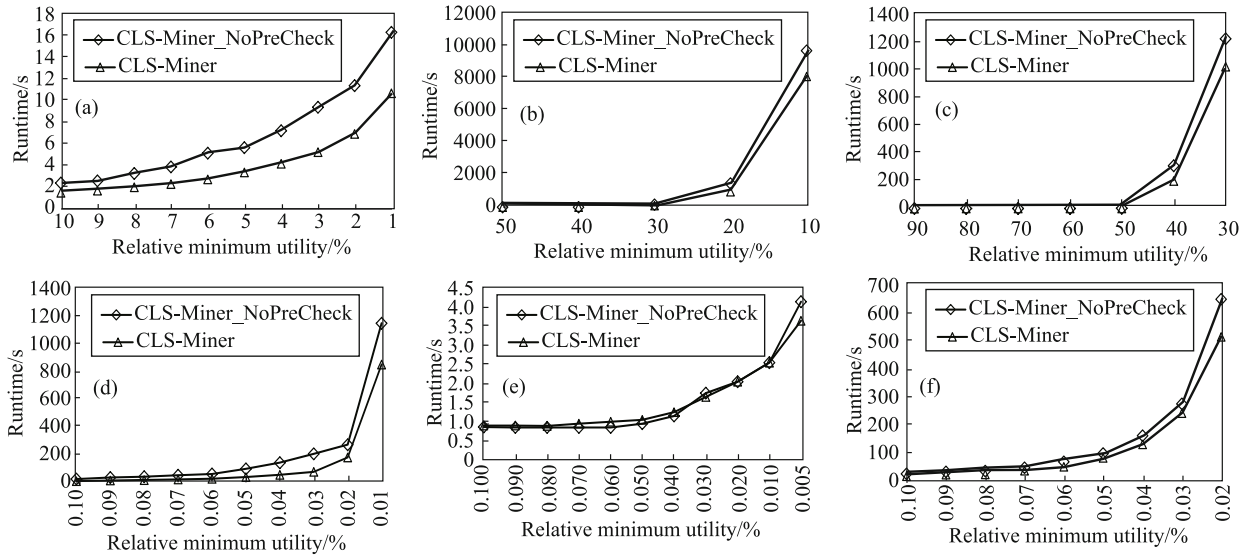 18
16
14
12
10
8
6
4
2
0
Runtime/s
CLS-Miner_NoPreCheck
CLS-Miner
(a)
10 9 8 7 6 5 4 3 2 1
Relative minimum utility/%
12000
10000
8000
6000
4000
2000
0
Runtime/s
CLS-Miner_NoPreCheck
CLS-Miner
(b)
50 40 30 20 10
Relative minimum utility/%
1400
1200
1000
800
600
400
200
0
Runtime/s
CLS-Miner_NoPreCheck
CLS-Miner
(c)
90 80 70 60 50 40 30
Relative minimum utility/%
1400
1200
1000
800
600
400
200
0
Runtime/s
CLS-Miner_NoPreCheck
CLS-Miner
(d)
0.10 0.09 0.08 0.07 0.06 0.05 0.04 0.03 0.02 0.01
Relative minimum utility/%
4.5
4.0
3.5
3.0
2.5
2.0
1.5
1.0
0.5
0
Runtime/s
CLS-Miner_NoPreCheck
CLS-Miner
(e)
0.100 0.090 0.080 0.070 0.060 0.050 0.040 0.030 0.020 0.010 0.005
Relative minimum utility/%
700
600
500
400
300
200
100
0
Runtime/s
CLS-Miner_NoPreCheck
CLS-Miner
(f)
0.10 0.09 0.08 0.07 0.06 0.05 0.04 0.03 0.02
Relative minimum utility/%